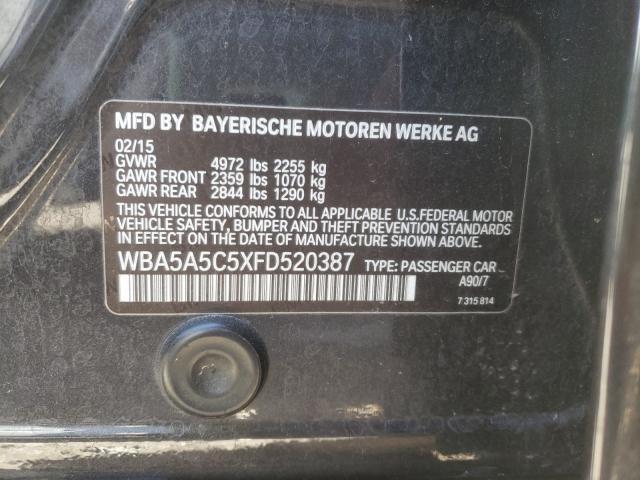 MFD BY BAYERISCHE MOTOREN WERKE AG
02/15
GVWR 4972 lbs 2255 kg
GAWR FRONT 2359 lbs 1070 kg
GAWR REAR 2844 lbs 1290 kg
THIS VEHICLE CONFORMS TO ALL APPLICABLE U.S.FEDERAL MOTOR
VEHICLE SAFETY, BUMPER AND THEFT PREVENTION STANDARDS
IN EFFECT ON THE DATE OF MANUFACTURE SHOWN ABOVE.
WBA5A5C5XFD520387 TYPE: PASSENGER CAR
A90/7
7 315 814